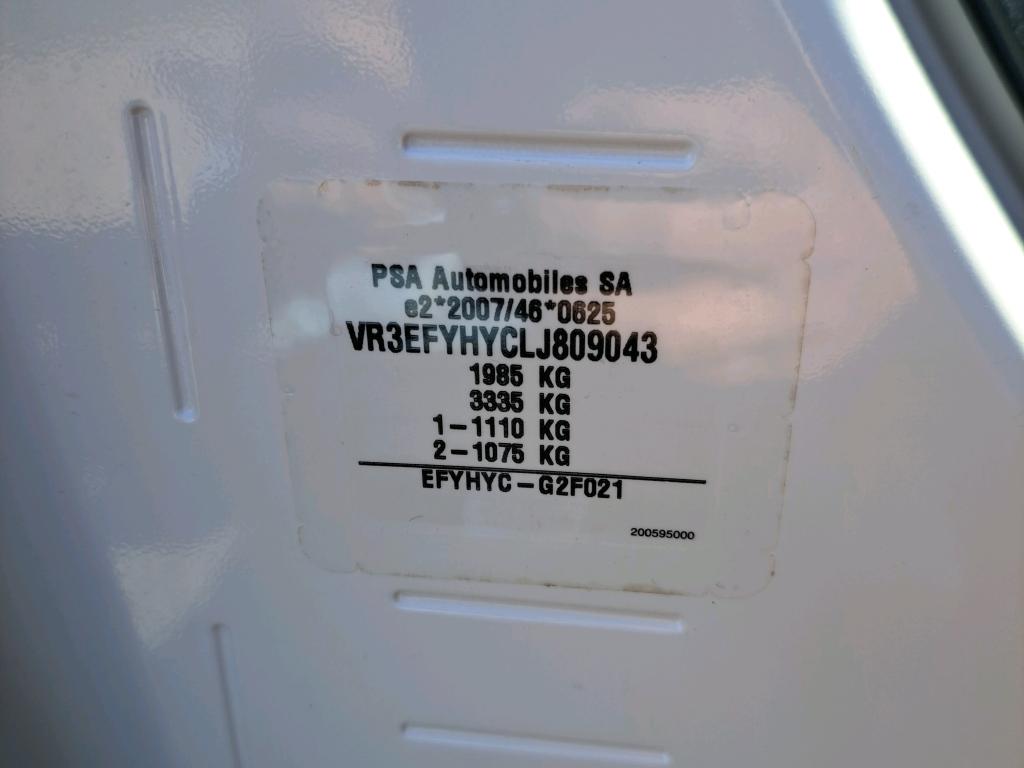 PSA Automobiles SA
e2*2007/46*0625
VR3EFYHYCLJ809043
1985 KG
3335 KG
1-1110 KG
2-1075 KG
EFYHYC-G2F021
200595000